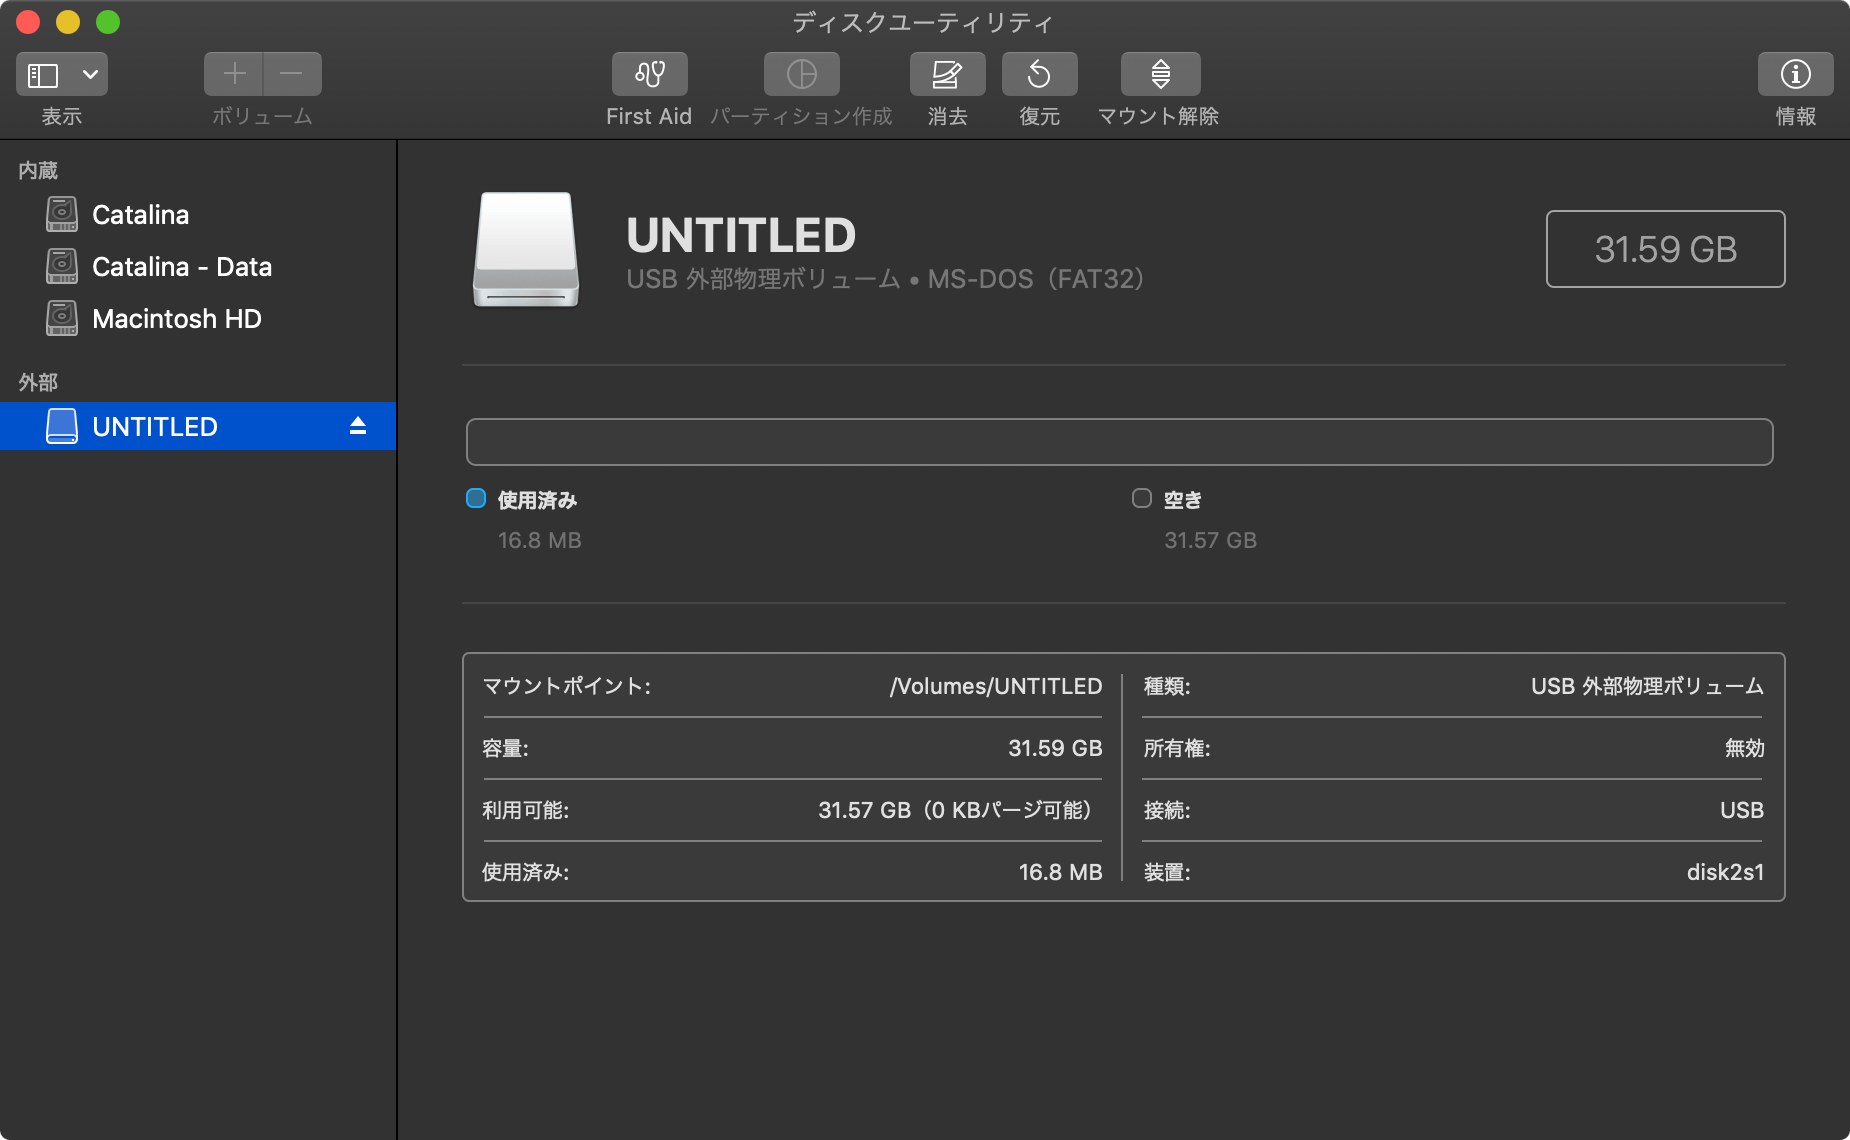 ディスクユーティリティ
表示
ボリューム
First Aid
パーティション作成
消去
復元
マウント解除
情報
内蔵
Catalina
Catalina - Data
Macintosh HD
外部
UNTITLED
UNTITLED
USB 外部物理ボリューム • MS-DOS（FAT32）
31.59 GB
使用済み
16.8 MB
空き
31.57 GB
マウントポイント: /Volumes/UNTITLED
容量: 31.59 GB
利用可能: 31.57 GB（0 KBパージ可能）
使用済み: 16.8 MB
種類: USB 外部物理ボリューム
所有権: 無効
接続: USB
装置: disk2s1